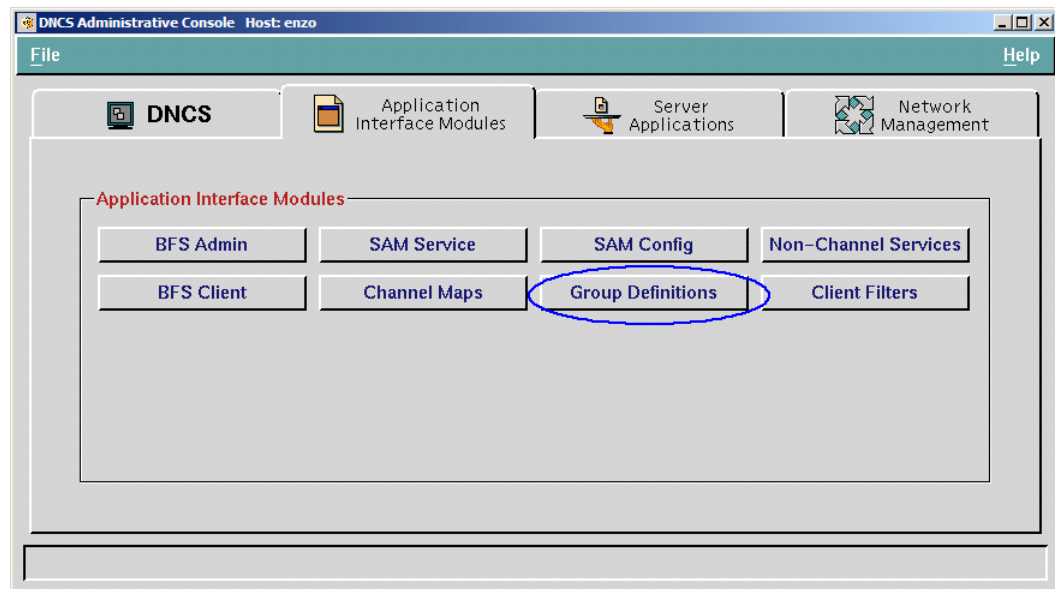 DNCS Administrative Console Host: enzo
File Help
DNCS
Application
Interface Modules
Server
Applications
Network
Management
Application Interface Modules
BFS Admin SAM Service SAM Config Non-Channel Services
BFS Client Channel Maps Group Definitions Client Filters